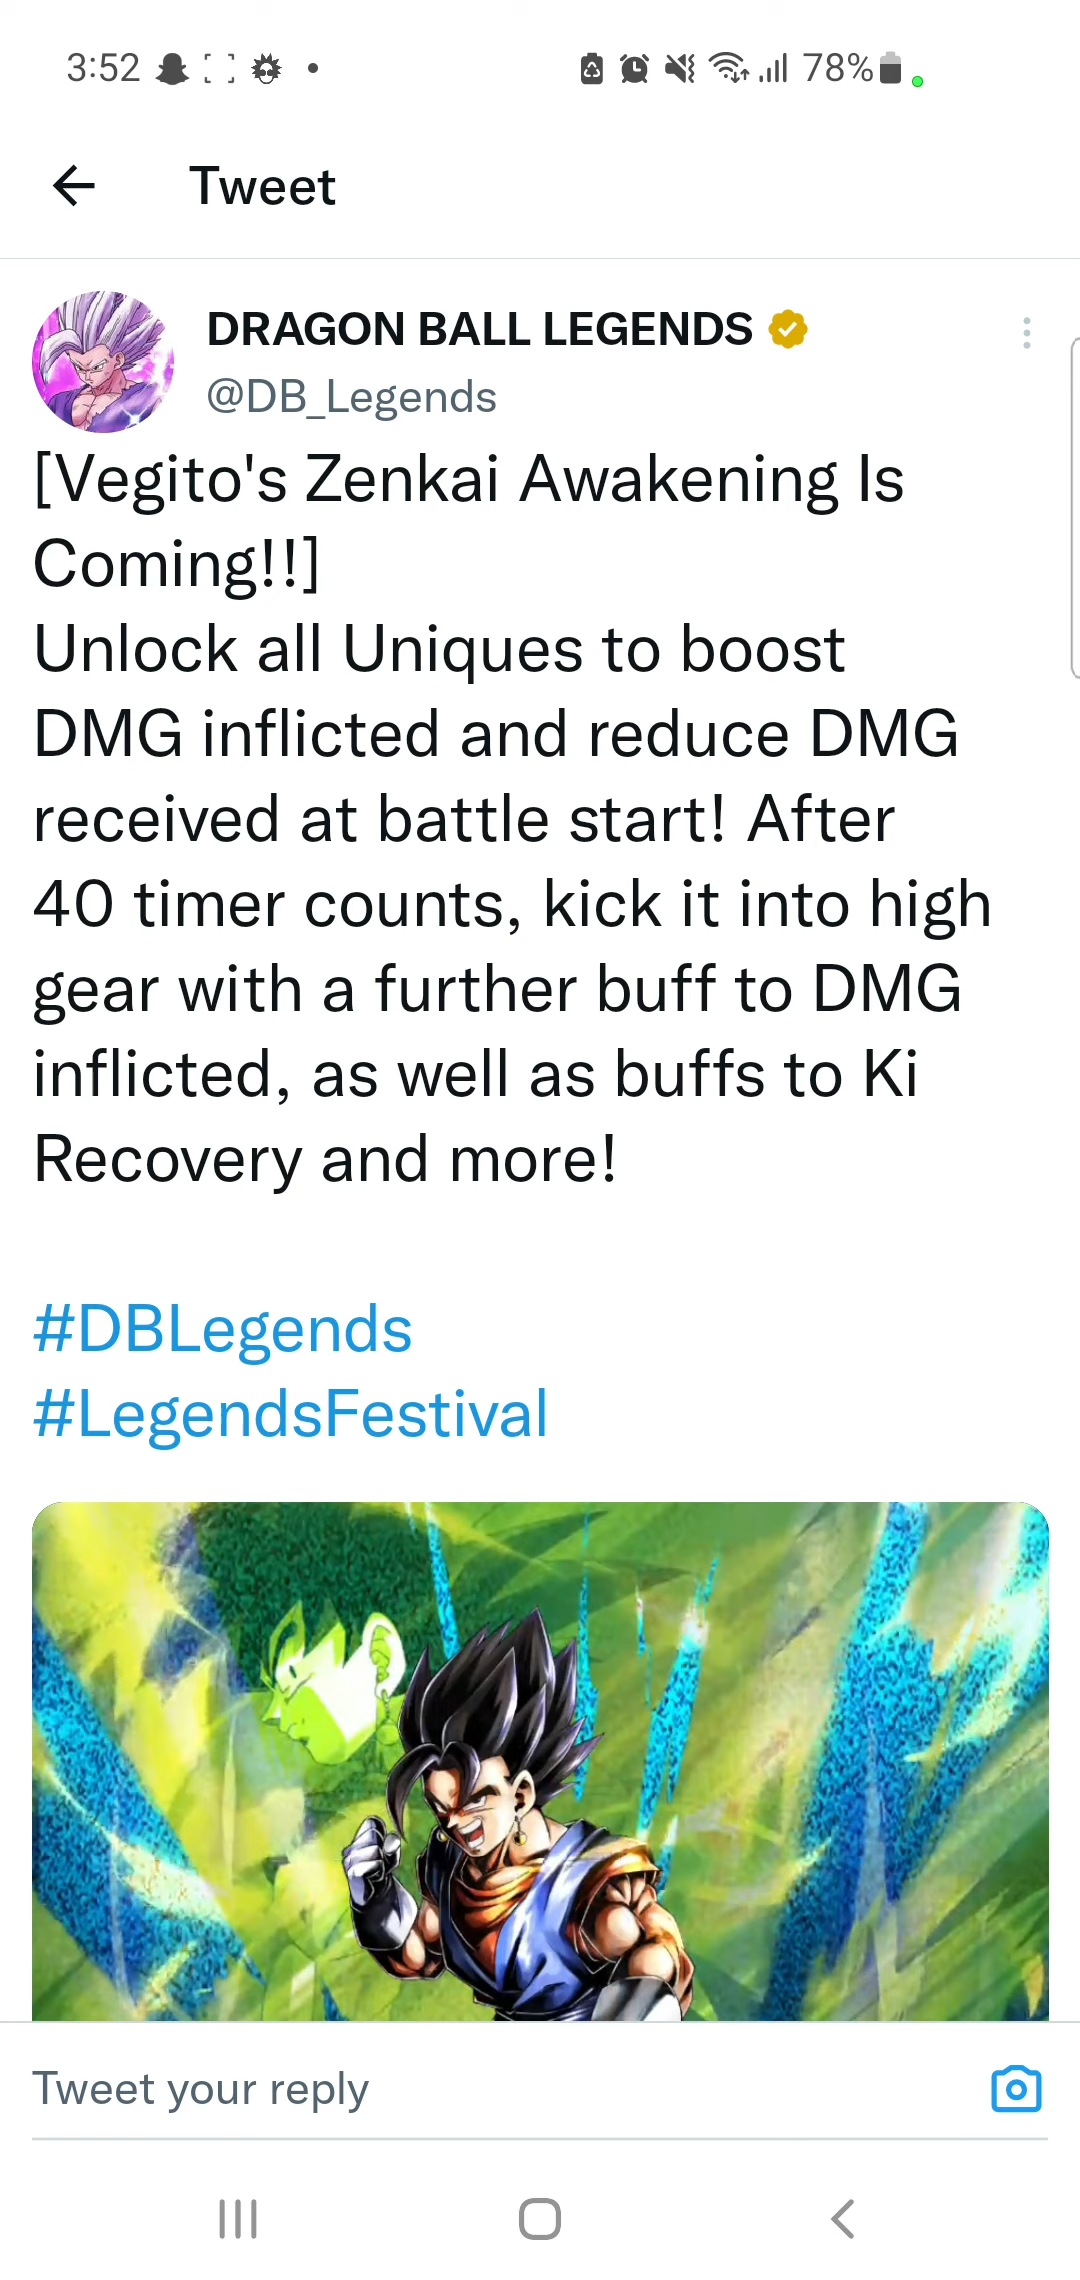 3:52 78%
Tweet
DRAGON BALL LEGENDS
@DB_Legends
[Vegito's Zenkai Awakening Is
Coming!!]
Unlock all Uniques to boost
DMG inflicted and reduce DMG
received at battle start! After
40 timer counts, kick it into high
gear with a further buff to DMG
inflicted, as well as buffs to Ki
Recovery and more!
#DBLegends
#LegendsFestival
Tweet your reply